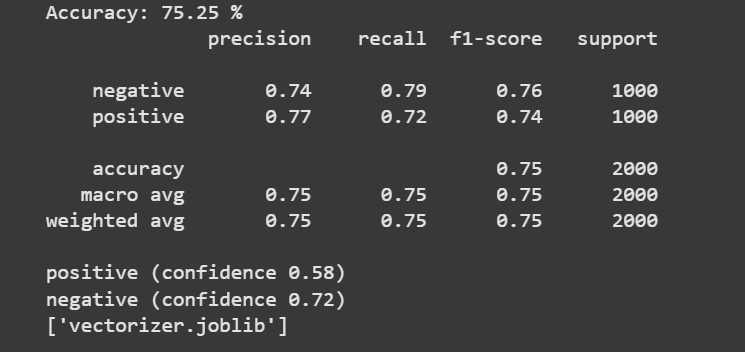 Accuracy: 75.25 %
precision recall f1-score support
negative 0.74 0.79 0.76 1000
positive 0.77 0.72 0.74 1000
accuracy 0.75 2000
macro avg 0.75 0.75 0.75 2000
weighted avg 0.75 0.75 0.75 2000
positive (confidence 0.58)
negative (confidence 0.72)
['vectorizer.joblib']